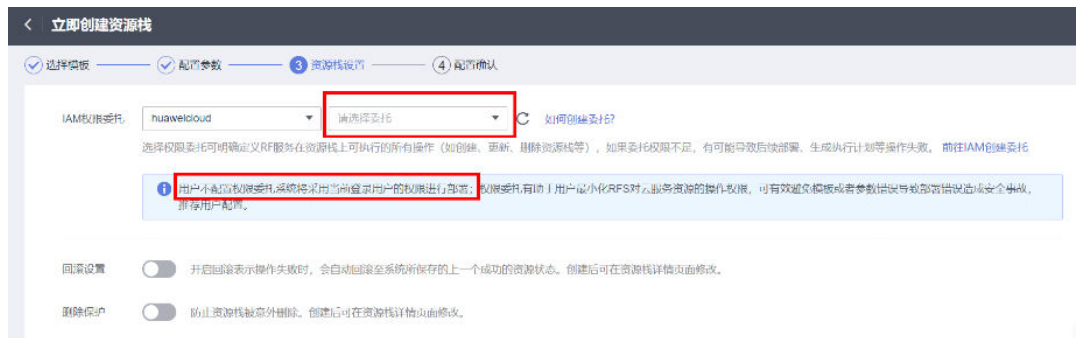 < 立即创建资源栈
选择模板 配置参数 3 资源栈设置 4 配置确认
IAM权限委托 huaweicloud 请选择委托 如何创建委托?
选择权限委托可明确定义RF服务在资源栈上可执行的所有操作（如创建、更新、删除资源栈等），如果委托权限不足，有可能导致后续部署、生成执行计划等操作失败。 前往IAM创建委托
用户不配置权限委托系统将采用当前登录用户的权限进行部署；权限委托有助于用户最小化RFS对云服务资源的操作权限，可有效避免模板或者参数错误导致部署错误造成安全事故，
推荐用户配置。
回滚设置 开启回滚表示操作失败时，会自动回滚至系统所保存的上一个成功的资源状态。创建后可在资源栈详情页面修改。
删除保护 防止资源栈被意外删除。创建后可在资源栈详情页面修改。